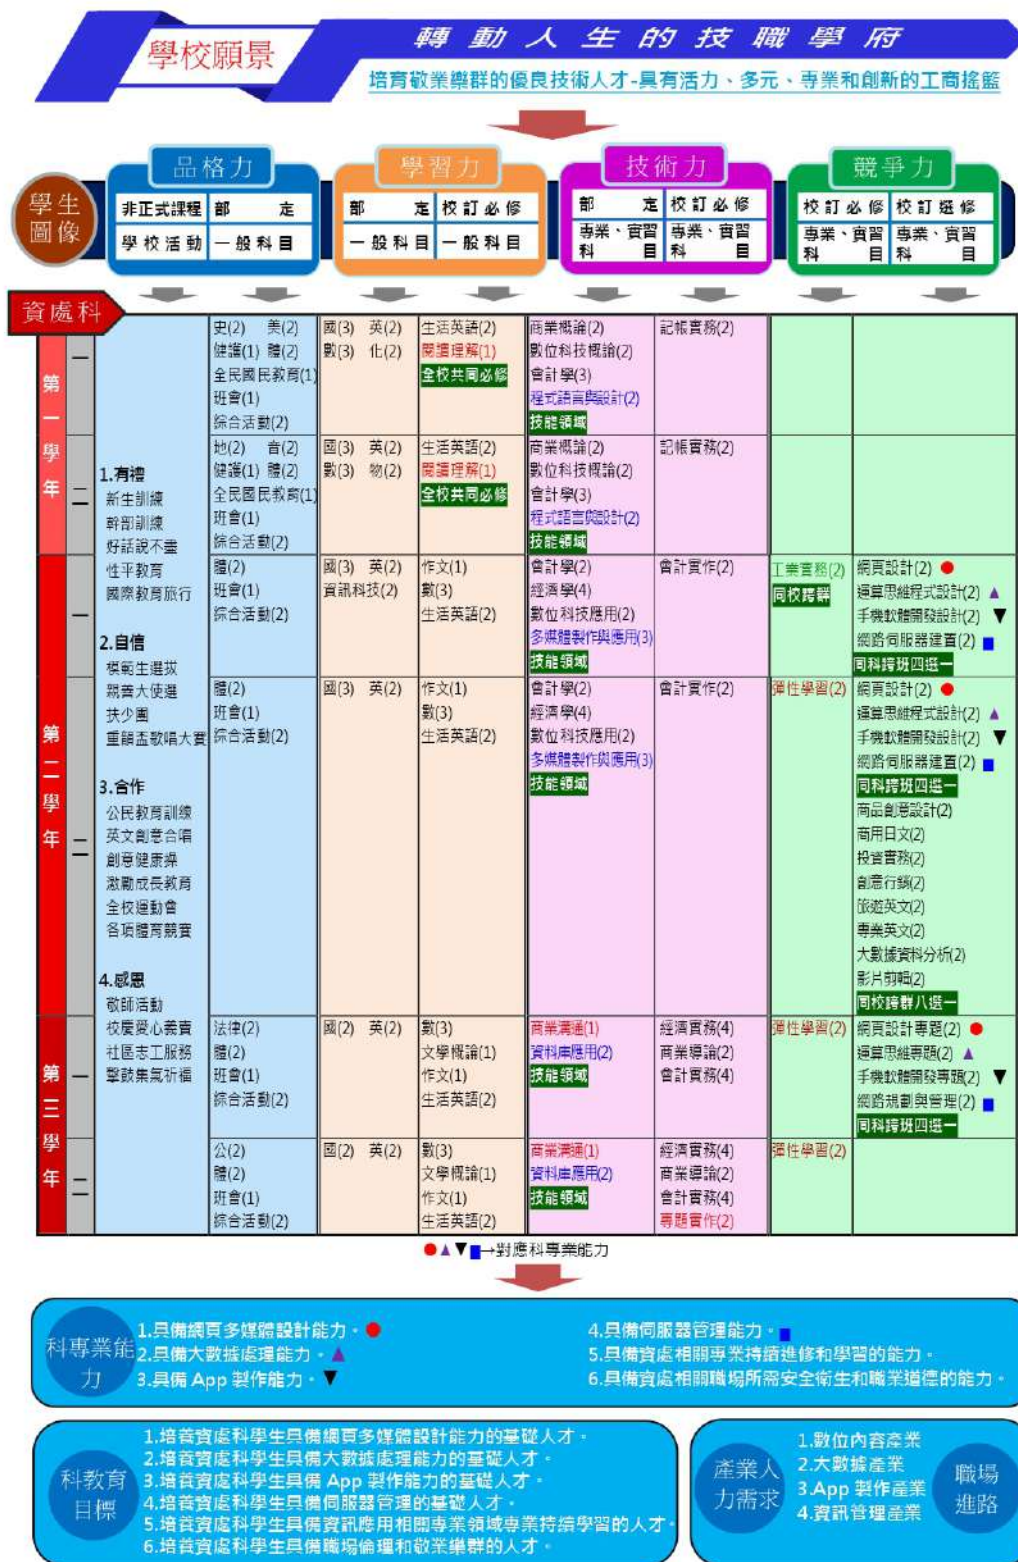 學校願景
轉動人生的技職學府
培育敬業樂群的優良技術人才-具有活力、多元、專業和創新的工商搖籃
學生圖像
品格力
非正式課程 部定
學校活動 一般科目
學習力
部定 校訂必修
一般科目 一般科目
技術力
部定 校訂必修
專業、實習科目 專業、實習科目
競爭力
校訂必修 校訂選修
專業、實習科目 專業、實習科目
資處科
1.有禮
新生訓練
幹部訓練
好話說不盡
性平教育
國際教育旅行
2.自信
模範生選拔
親善大使選
扶少團
重韻盃歌唱大賽
3.合作
公民教育訓練
英文創意合唱
創意健康操
激勵成長教育
全校運動會
各項體育競賽
4.感恩
敬師活動
校慶愛心義賣
社區志工服務
擊鼓集氣祈福
第一學年
一
史(2) 美(2)
健護(1) 體(2)
全民國民教育(1)
班會(1)
綜合活動(2)
國(3) 英(2)
數(3) 化(2)
生活英語(2)
閱讀理解(1)
全校共同必修
商業概論(2)
數位科技概論(2)
會計學(3)
程式語言與設計(2)
技能領域
記帳實務(2)
二
地(2) 音(2)
健護(1) 體(2)
全民國民教育(1)
班會(1)
綜合活動(2)
國(3) 英(2)
數(3) 物(2)
生活英語(2)
閱讀理解(1)
全校共同必修
商業概論(2)
數位科技概論(2)
會計學(3)
程式語言與設計(2)
技能領域
記帳實務(2)
第二學年
一
體(2)
班會(1)
綜合活動(2)
國(3) 英(2)
資訊科技(2)
作文(1)
數(3)
生活英語(2)
會計學(2)
經濟學(4)
數位科技應用(2)
多媒體製作與應用(3)
技能領域
會計實作(2)
工業實務(2)
同校跨群
網頁設計(2) ●
運算思維程式設計(2) ▲
手機軟體開發設計(2) ▼
網路伺服器建置(2) ■
同科跨班四選一
二
體(2)
班會(1)
綜合活動(2)
國(3) 英(2)
作文(1)
數(3)
生活英語(2)
會計學(2)
經濟學(4)
數位科技應用(2)
多媒體製作與應用(3)
技能領域
會計實作(2)
彈性學習(2)
網頁設計(2) ●
運算思維程式設計(2) ▲
手機軟體開發設計(2) ▼
網路伺服器建置(2) ■
同科跨班四選一
商品創意設計(2)
商用日文(2)
投資實務(2)
創意行銷(2)
旅遊英文(2)
專業英文(2)
大數據資料分析(2)
影片剪輯(2)
同校跨群八選一
第三學年
一
法律(2)
體(2)
班會(1)
綜合活動(2)
國(2) 英(2)
數(3)
文學概論(1)
作文(1)
生活英語(2)
商業溝通(1)
資料庫應用(2)
技能領域
經濟實務(4)
商業導論(2)
會計實務(4)
彈性學習(2)
網頁設計專題(2) ●
運算思維專題(2) ▲
手機軟體開發專題(2) ▼
網路規劃與管理(2) ■
同科跨班四選一
二
公(2)
體(2)
班會(1)
綜合活動(2)
國(2) 英(2)
數(3)
文學概論(1)
作文(1)
生活英語(2)
商業溝通(1)
資料庫應用(2)
技能領域
經濟實務(4)
商業導論(2)
會計實務(4)
專題實作(2)
彈性學習(2)
●▲▼■→對應科專業能力
科專業能力
1.具備網頁多媒體設計能力。●
2.具備大數據處理能力。▲
3.具備 App 製作能力。▼
4.具備伺服器管理能力。■
5.具備資處相關專業持續進修和學習的能力。
6.具備資處相關職場所需安全衛生和職業道德的能力。
科教育目標
1.培養資處科學生具備網頁多媒體設計能力的基礎人才。
2.培養資處科學生具備大數據處理能力的基礎人才。
3.培養資處科學生具備 App 製作能力的基礎人才。
4.培養資處科學生具備伺服器管理的基礎人才。
5.培養資處科學生具備資訊應用相關專業領域專業持續學習的人才。
6.培養資處科學生具備職場倫理和敬業樂群的人才。
產業人力需求
1.數位內容產業
2.大數據產業
3.App 製作產業
4.資訊管理產業
職場進路